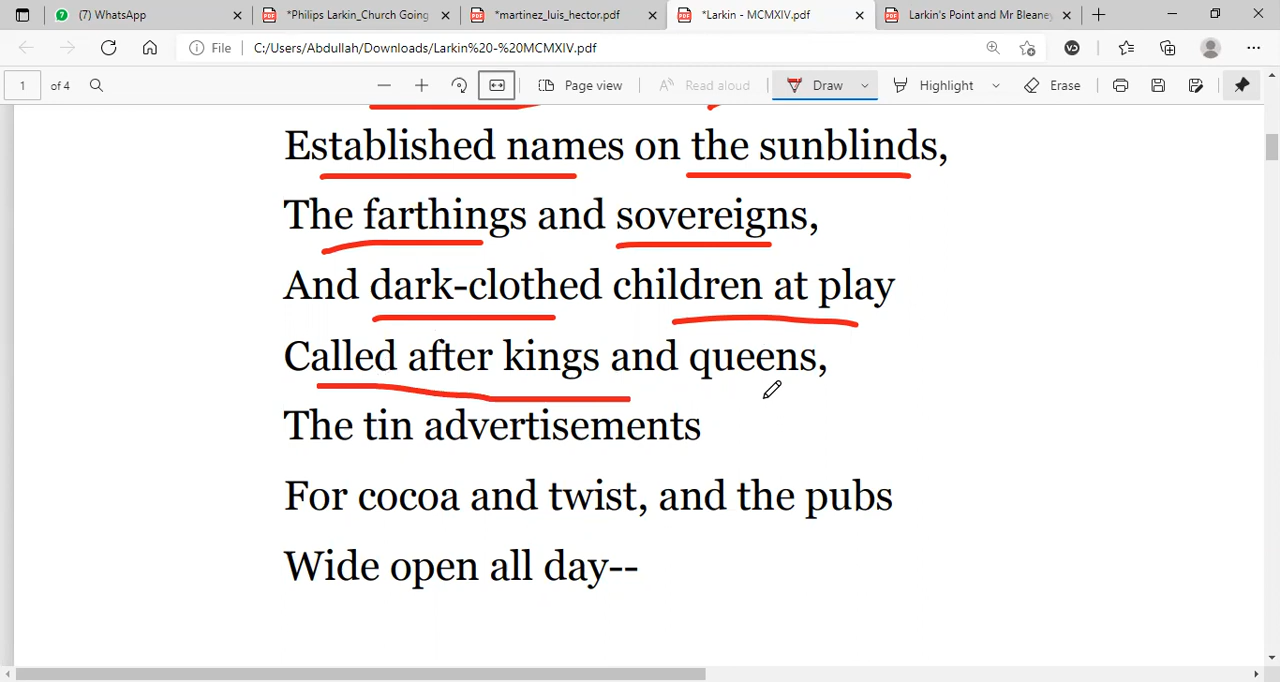 (7) WhatsApp
*Philips Larkin_Church Going
*martinez_luis_hector.pdf
*Larkin - MCMXIV.pdf
Larkin's Point and Mr Bleaney
File
C:/Users/Abdullah/Downloads/Larkin%20-%20MCMXIV.pdf
1 of 4
Page view
Read aloud
Draw
Highlight
Erase
Established names on the sunblinds,
The farthings and sovereigns,
And dark-clothed children at play
Called after kings and queens,
The tin advertisements
For cocoa and twist, and the pubs
Wide open all day--